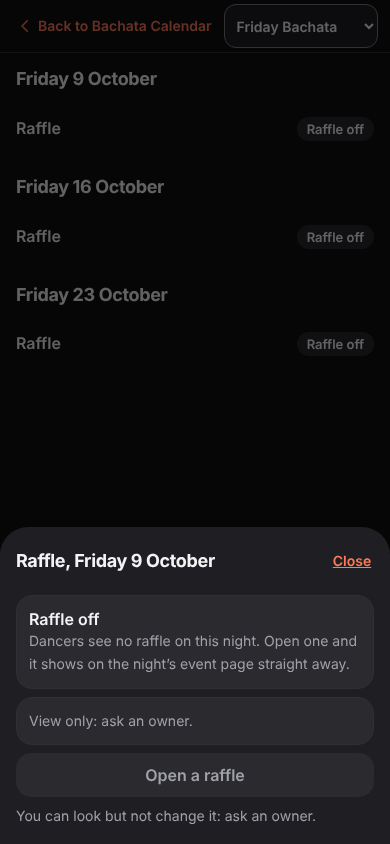 Back to Bachata Calendar
Friday Bachata
Friday 9 October
Raffle
Raffle off
Friday 16 October
Raffle
Raffle off
Friday 23 October
Raffle
Raffle off
Raffle, Friday 9 October
Close
Raffle off
Dancers see no raffle on this night. Open one and
it shows on the night’s event page straight away.
View only: ask an owner.
Open a raffle
You can look but not change it: ask an owner.